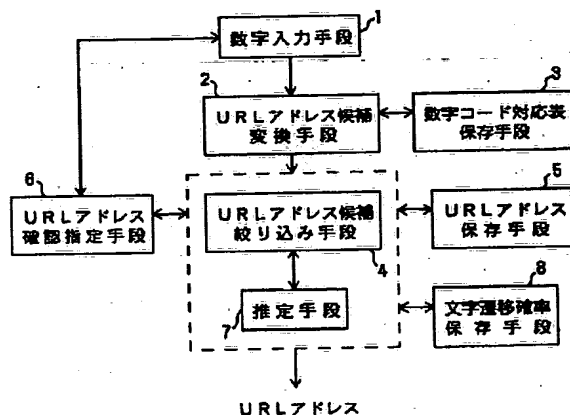 1
数字入力手段
2
URLアドレス候補
変換手段
3
数字コード対応表
保存手段
6
URLアドレス
確認指定手段
URLアドレス候補
絞り込み手段
4
5
URLアドレス
保存手段
7
推定手段
8
文字遷移確率
保存手段
URLアドレス